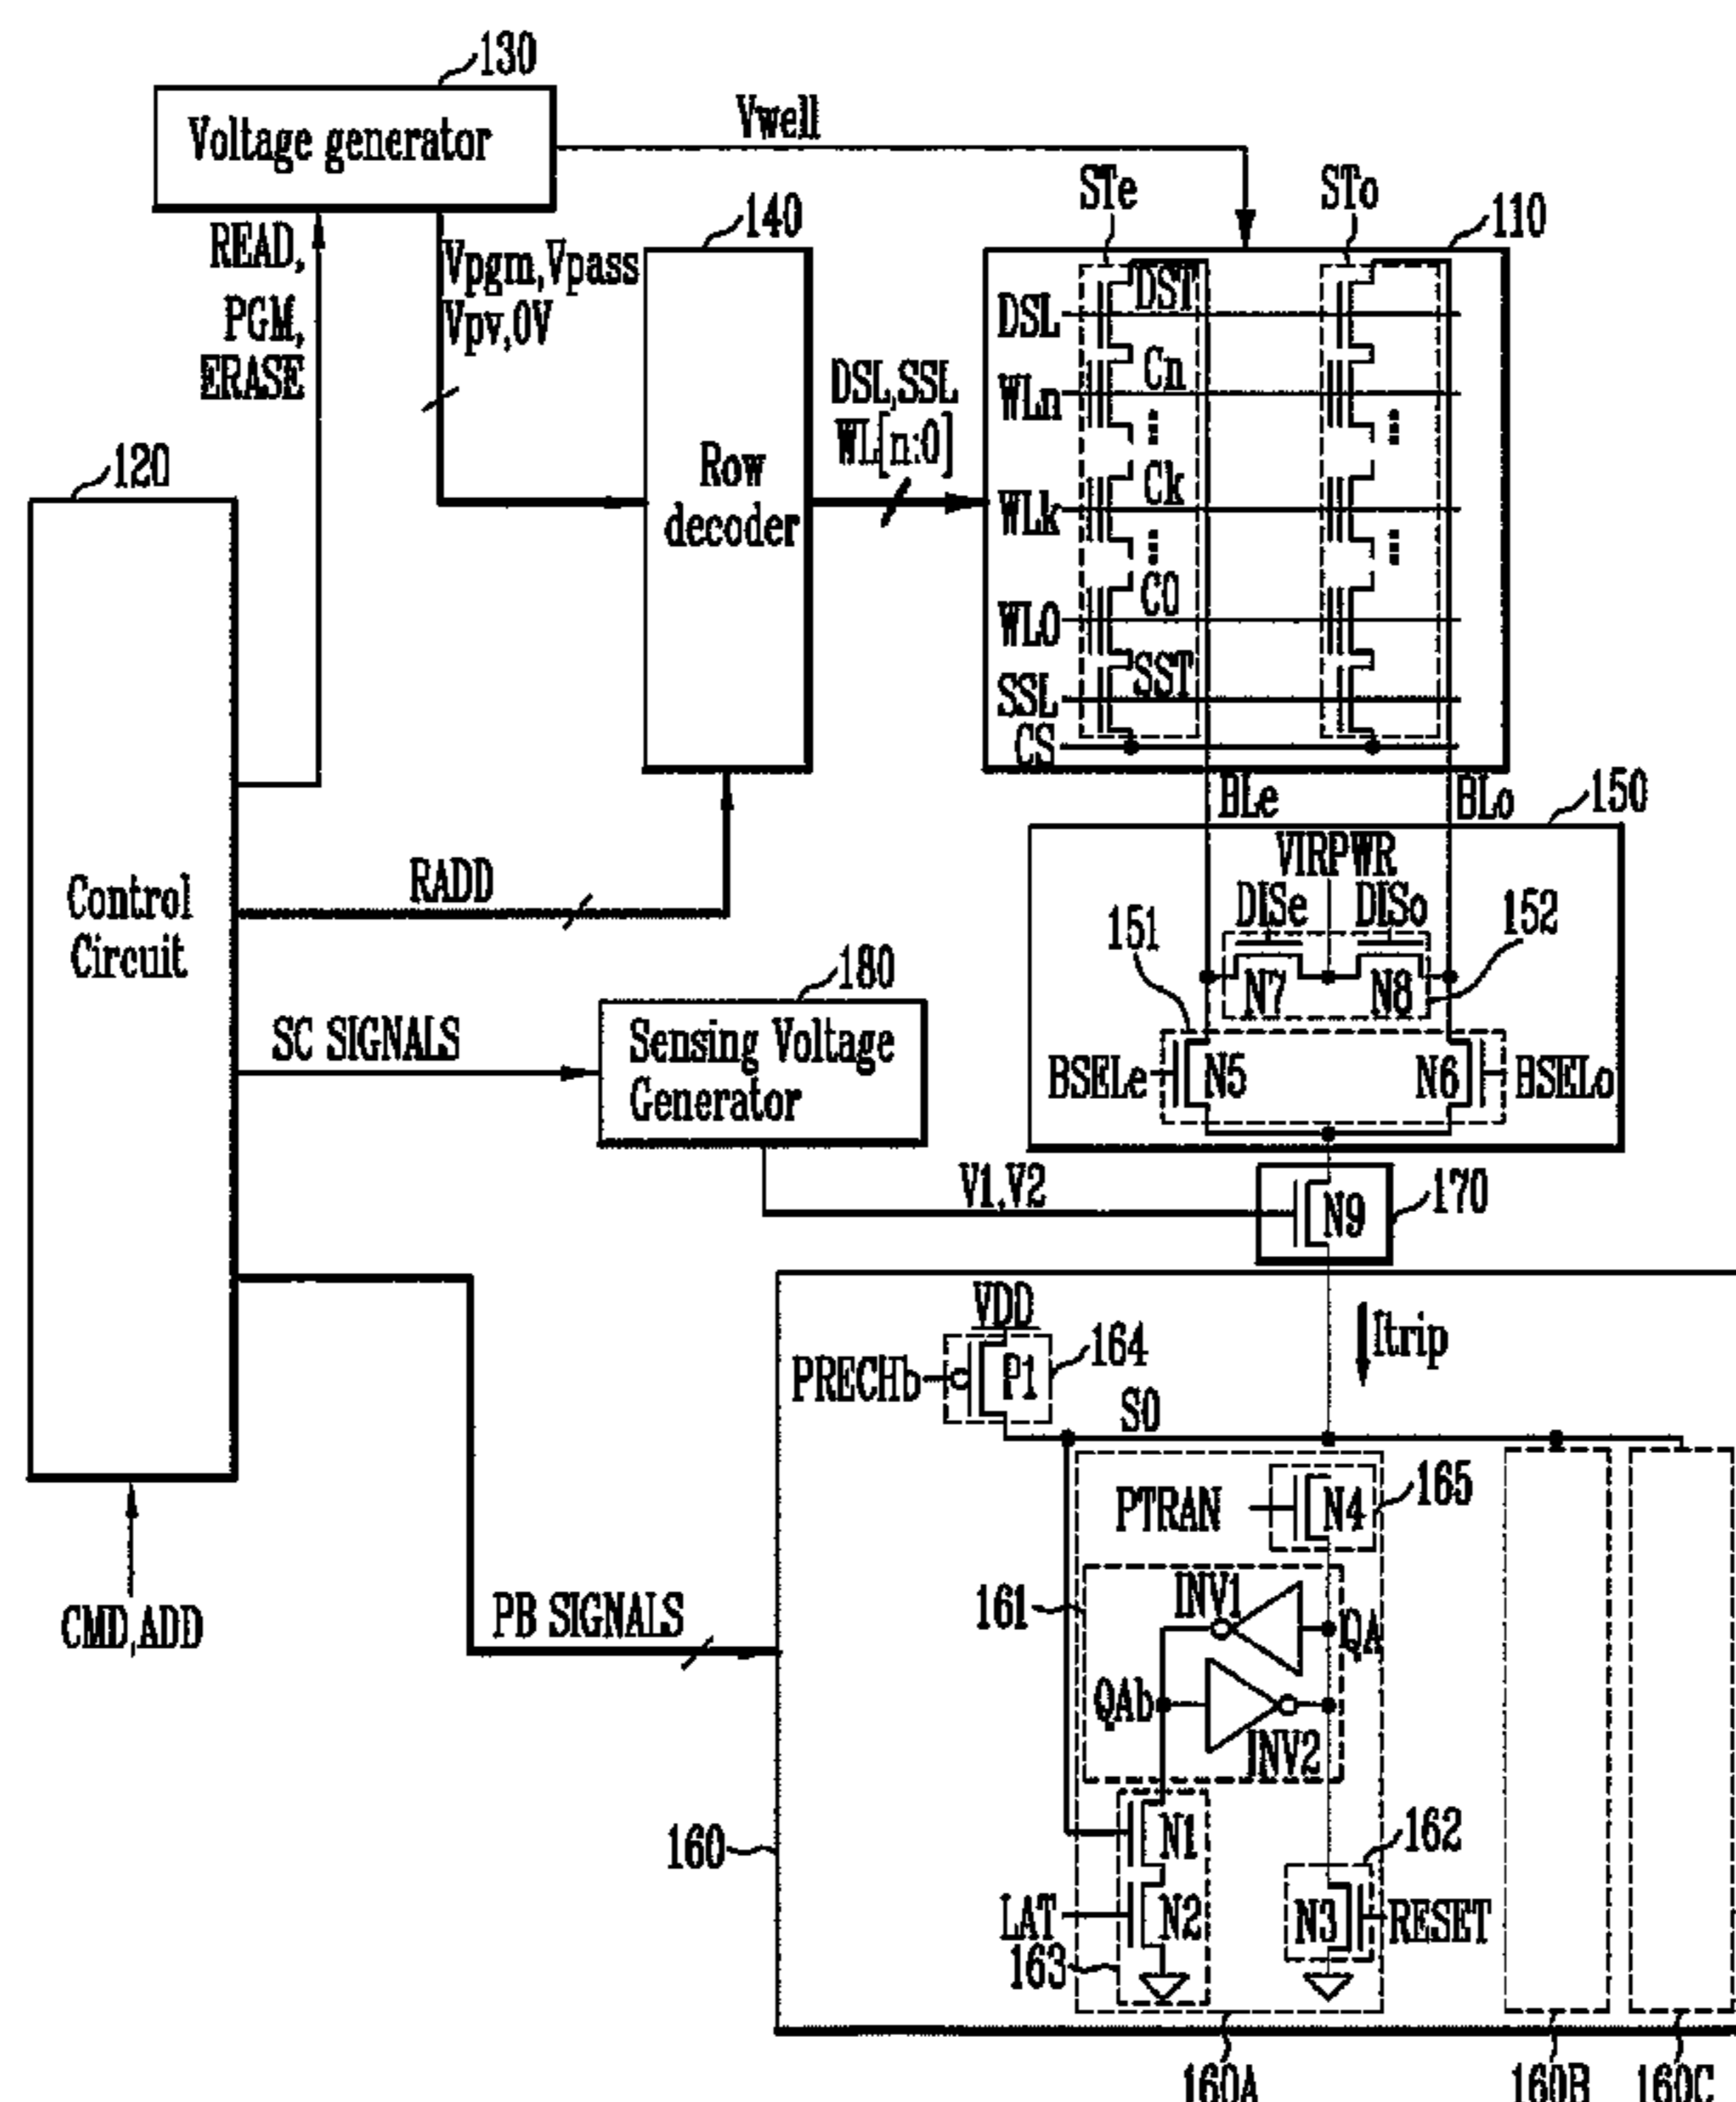 130
Voltage generator
Vwell
READ,
PGM,
ERASE
Vpgm,Vpass
Vpv,0V
140
Row
decoder
DSL,SSL
WL[n:0]
STe
STo
110
DSL
DST
WLn
Cn
...
...
WLk
Ck
...
...
WL0
C0
SSL
SST
CS
BLe
BLo
120
Control
Circuit
CMD,ADD
RADD
150
VIRPWR
DISe
DISo
151
152
N7
N8
BSELe
N5
N6
BSELo
SC SIGNALS
180
Sensing Voltage
Generator
V1,V2
N9
170
PB SIGNALS
160
VDD
PRECHb
P1
164
Itrip
SO
PTRAN
N4
165
161
INV1
QA
QAb
INV2
N1
LAT
N2
163
162
N3
RESET
160A
160B
160C